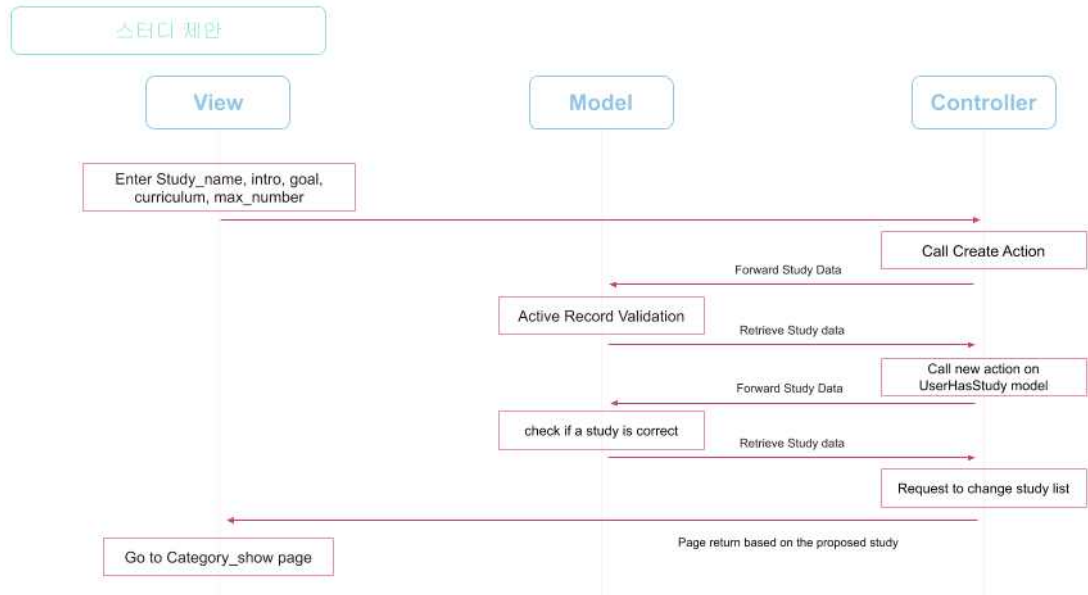 스터디 제안
View
Model
Controller
Enter Study_name, intro, goal,
curriculum, max_number
Call Create Action
Forward Study Data
Active Record Validation
Retrieve Study data
Call new action on
UserHasStudy model
Forward Study Data
check if a study is correct
Retrieve Study data
Request to change study list
Page return based on the proposed study
Go to Category_show page